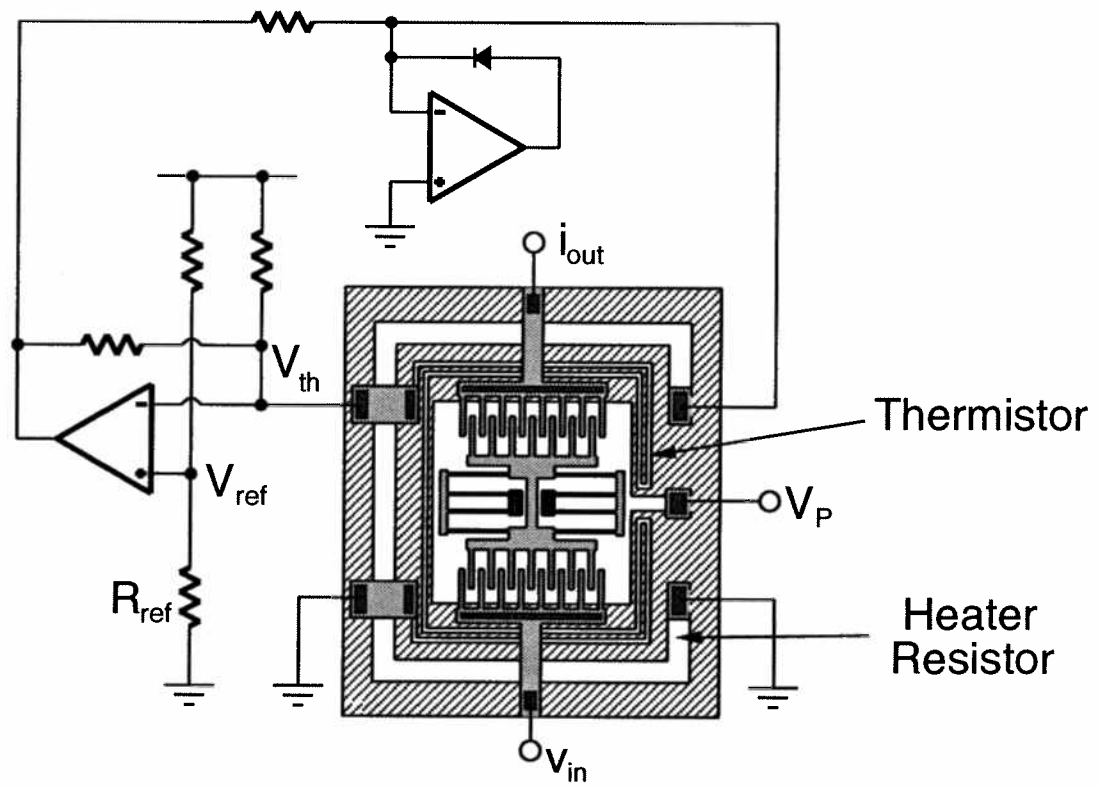 -
+
i_out
V_th
-
+
V_ref
R_ref
Thermistor
V_P
Heater
Resistor
v_in